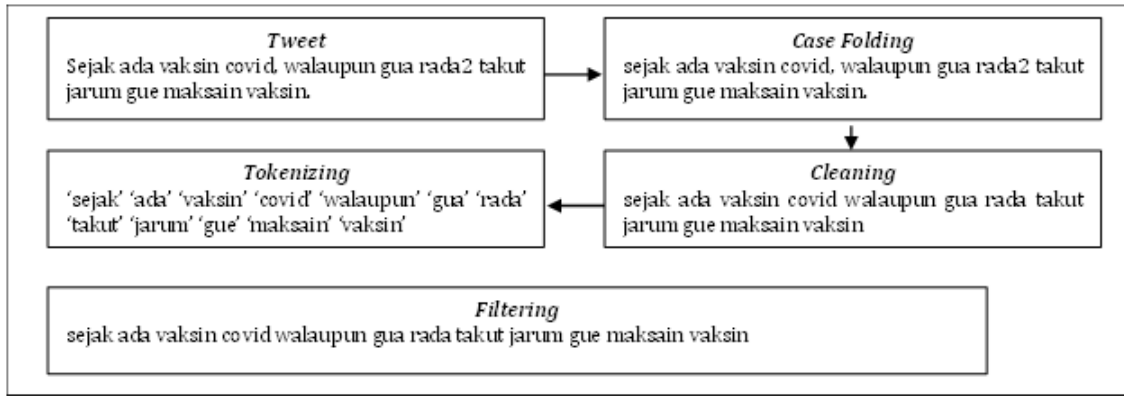 Tweet
Sejak ada vaksin covid, walaupun gua rada2 takut
jarum gue maksain vaksin.
Case Folding
sejak ada vaksin covid, walaupun gua rada2 takut
jarum gue maksain vaksin.
Tokenizing
‘sejak’ ‘ada’ ‘vaksin’ ‘covid’ ‘walaupun’ ‘gua’ ‘rada’
‘takut’ ‘jarum’ ‘gue’ ‘maksain’ ‘vaksin’
Cleaning
sejak ada vaksin covid walaupun gua rada takut
jarum gue maksain vaksin
Filtering
sejak ada vaksin covid walaupun gua rada takut jarum gue maksain vaksin